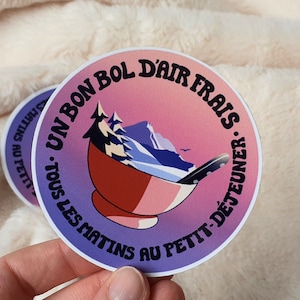 UN BON BOL D'AIR FRAIS
• TOUS LES MATINS AU PETIT-DÉJEUNER •